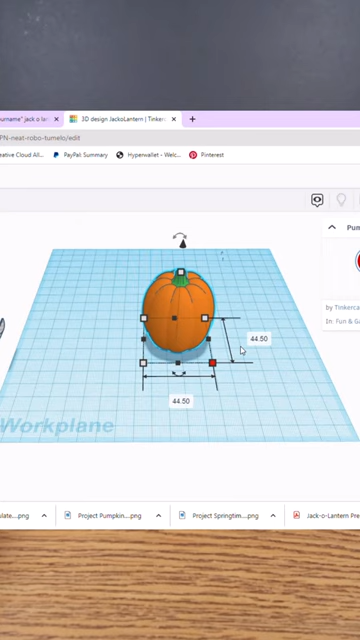 urname" jack o lan
3D design JackoLantern | Tinkerc
PN-neat-robo-tumelo/edit
eative Cloud All...
PayPal Summary
Hyperwallet - Welc...
Pinterest
Pum
by Tinkercad
In: Fun & Ga
44.50
44.50
Workplane
late....png
Project Pumpkin....png
Project Springtim....png
Jack-o-Lantern Pre